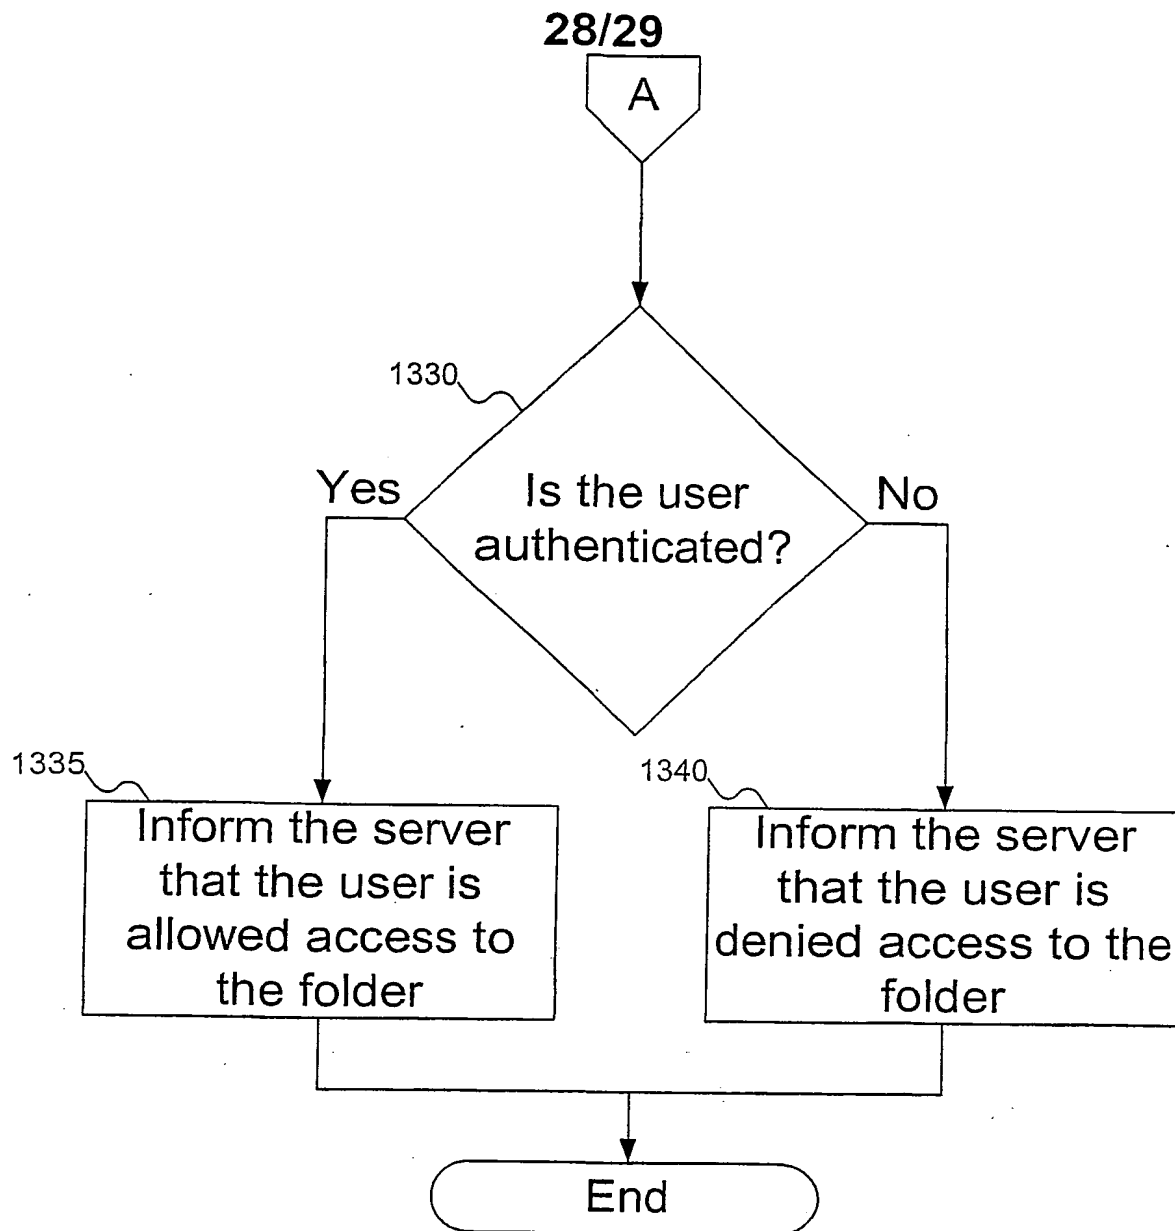 28/29
A
1330
Yes
Is the user
authenticated?
No
1335
Inform the server
that the user is
allowed access to
the folder
1340
Inform the server
that the user is
denied access to the
folder
End